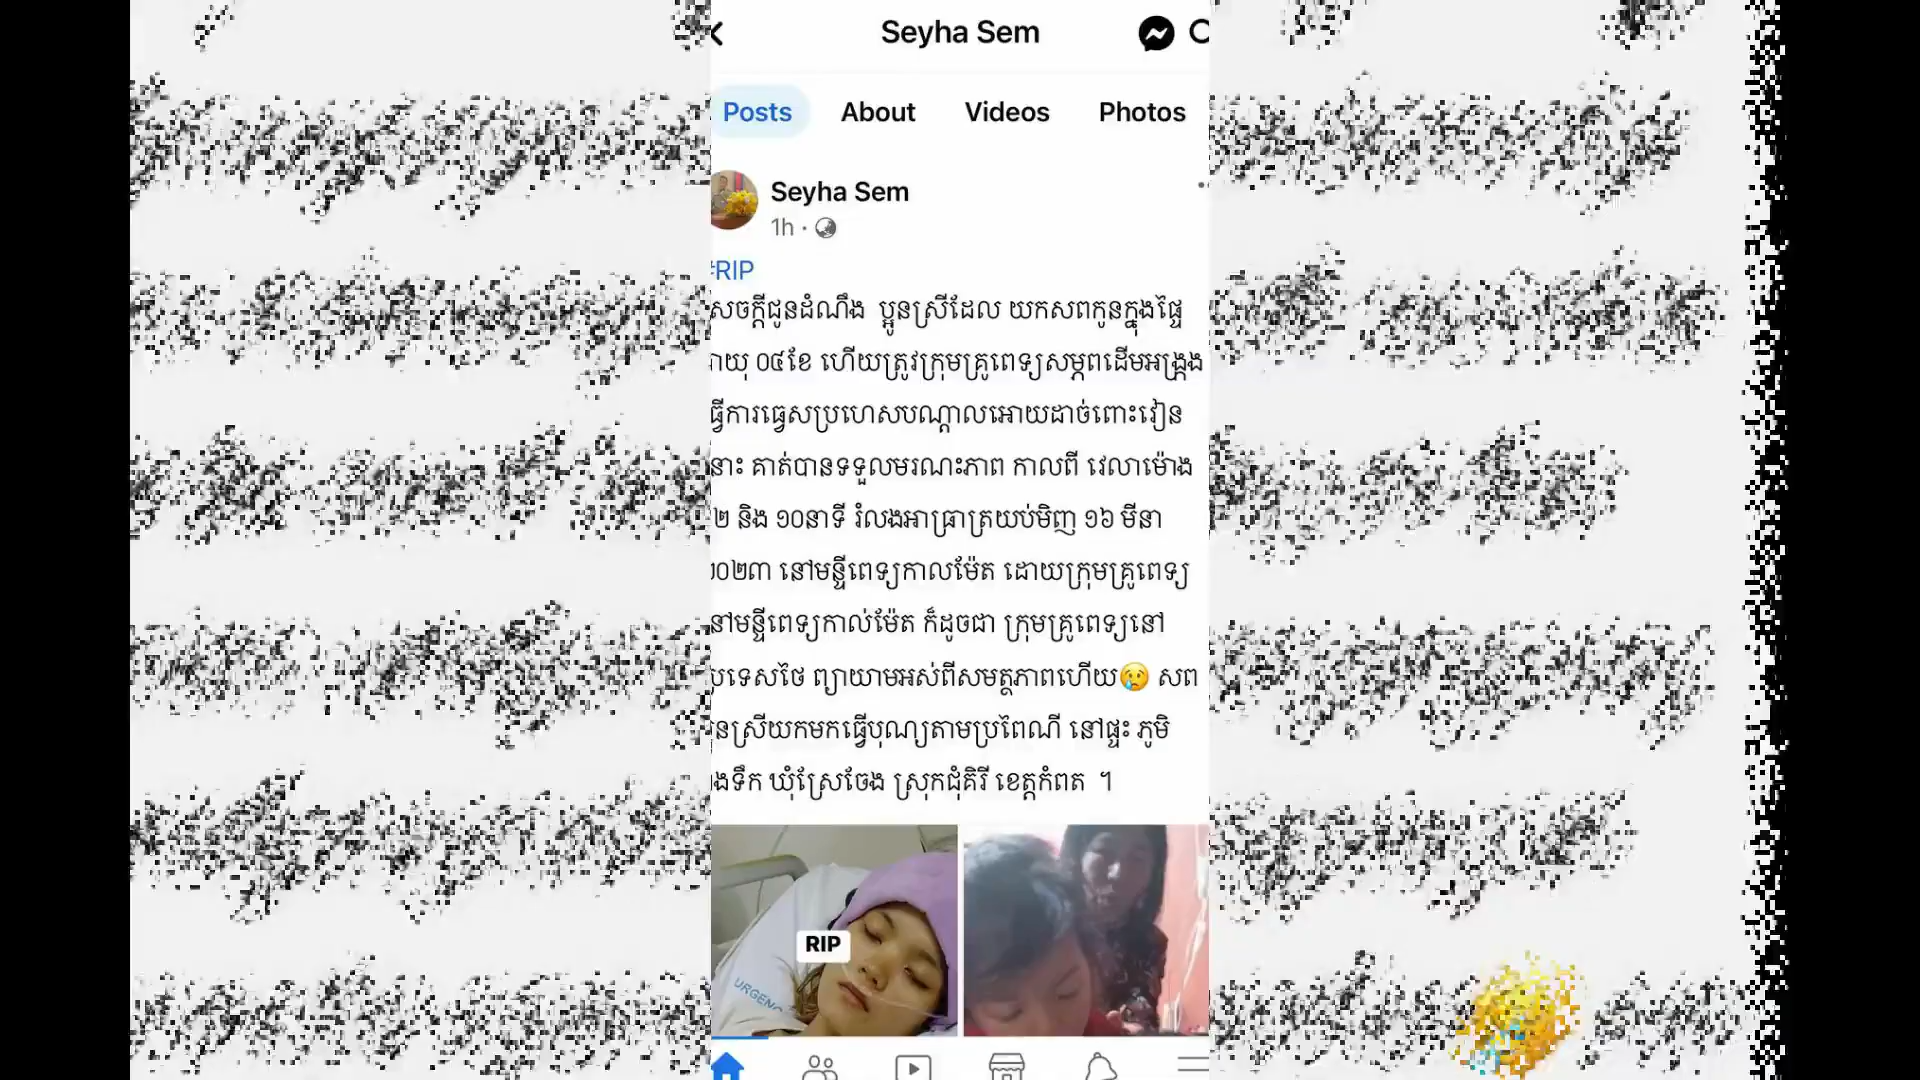 Seyha Sem
Posts About Videos Photos
Seyha Sem
1h ·
#RIP
សេចក្ដីជូនដំណឹង ប្អូនស្រីដែល យកសពកូនក្នុងផ្ទៃ
អាយុ ០៤ខែ ហើយត្រូវក្រុមគ្រូពេទ្យសម្ភពដើមអង្ក្រង
ធ្វើការធ្វេសប្រហេសបណ្ដាលអោយដាច់ពោះវៀន
នោះ គាត់បានទទួលមរណះភាព កាលពី វេលាម៉ោង
២ និង ១០នាទី រំលងអាធ្រាត្រយប់មិញ ១៦ មីនា
២០២៣ នៅមន្ទីពេទ្យកាលម៉ែត ដោយក្រុមគ្រូពេទ្យ
នៅមន្ទីពេទ្យកាល់ម៉ែត ក៏ដូចជា ក្រុមគ្រូពេទ្យនៅ
ប្រទេសថៃ ព្យាយាមអស់ពីសមត្ថភាពហើយ😢 សព
ប្អូនស្រីយកមកធ្វើបុណ្យតាមប្រពៃណី នៅផ្ទះ ភូមិ
ឃុំស្រែចែង ស្រុកជុំគិរី ខេត្តកំពត ។
RIP
URGENC